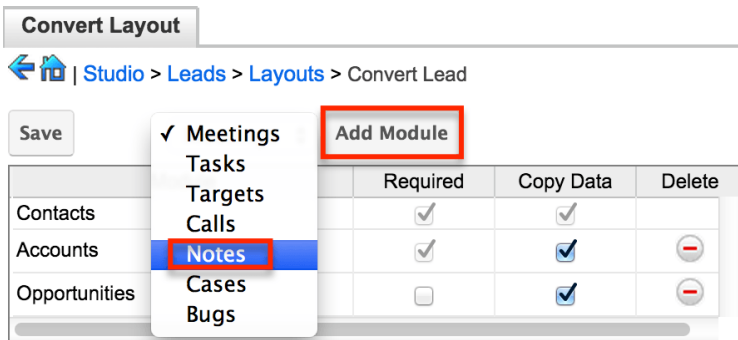 Convert Layout
| Studio > Leads > Layouts > Convert Lead
Save
✓ Meetings
Add Module
Tasks
Targets
Calls
Notes
Cases
Bugs
Required Copy Data Delete
Contacts
Accounts
Opportunities